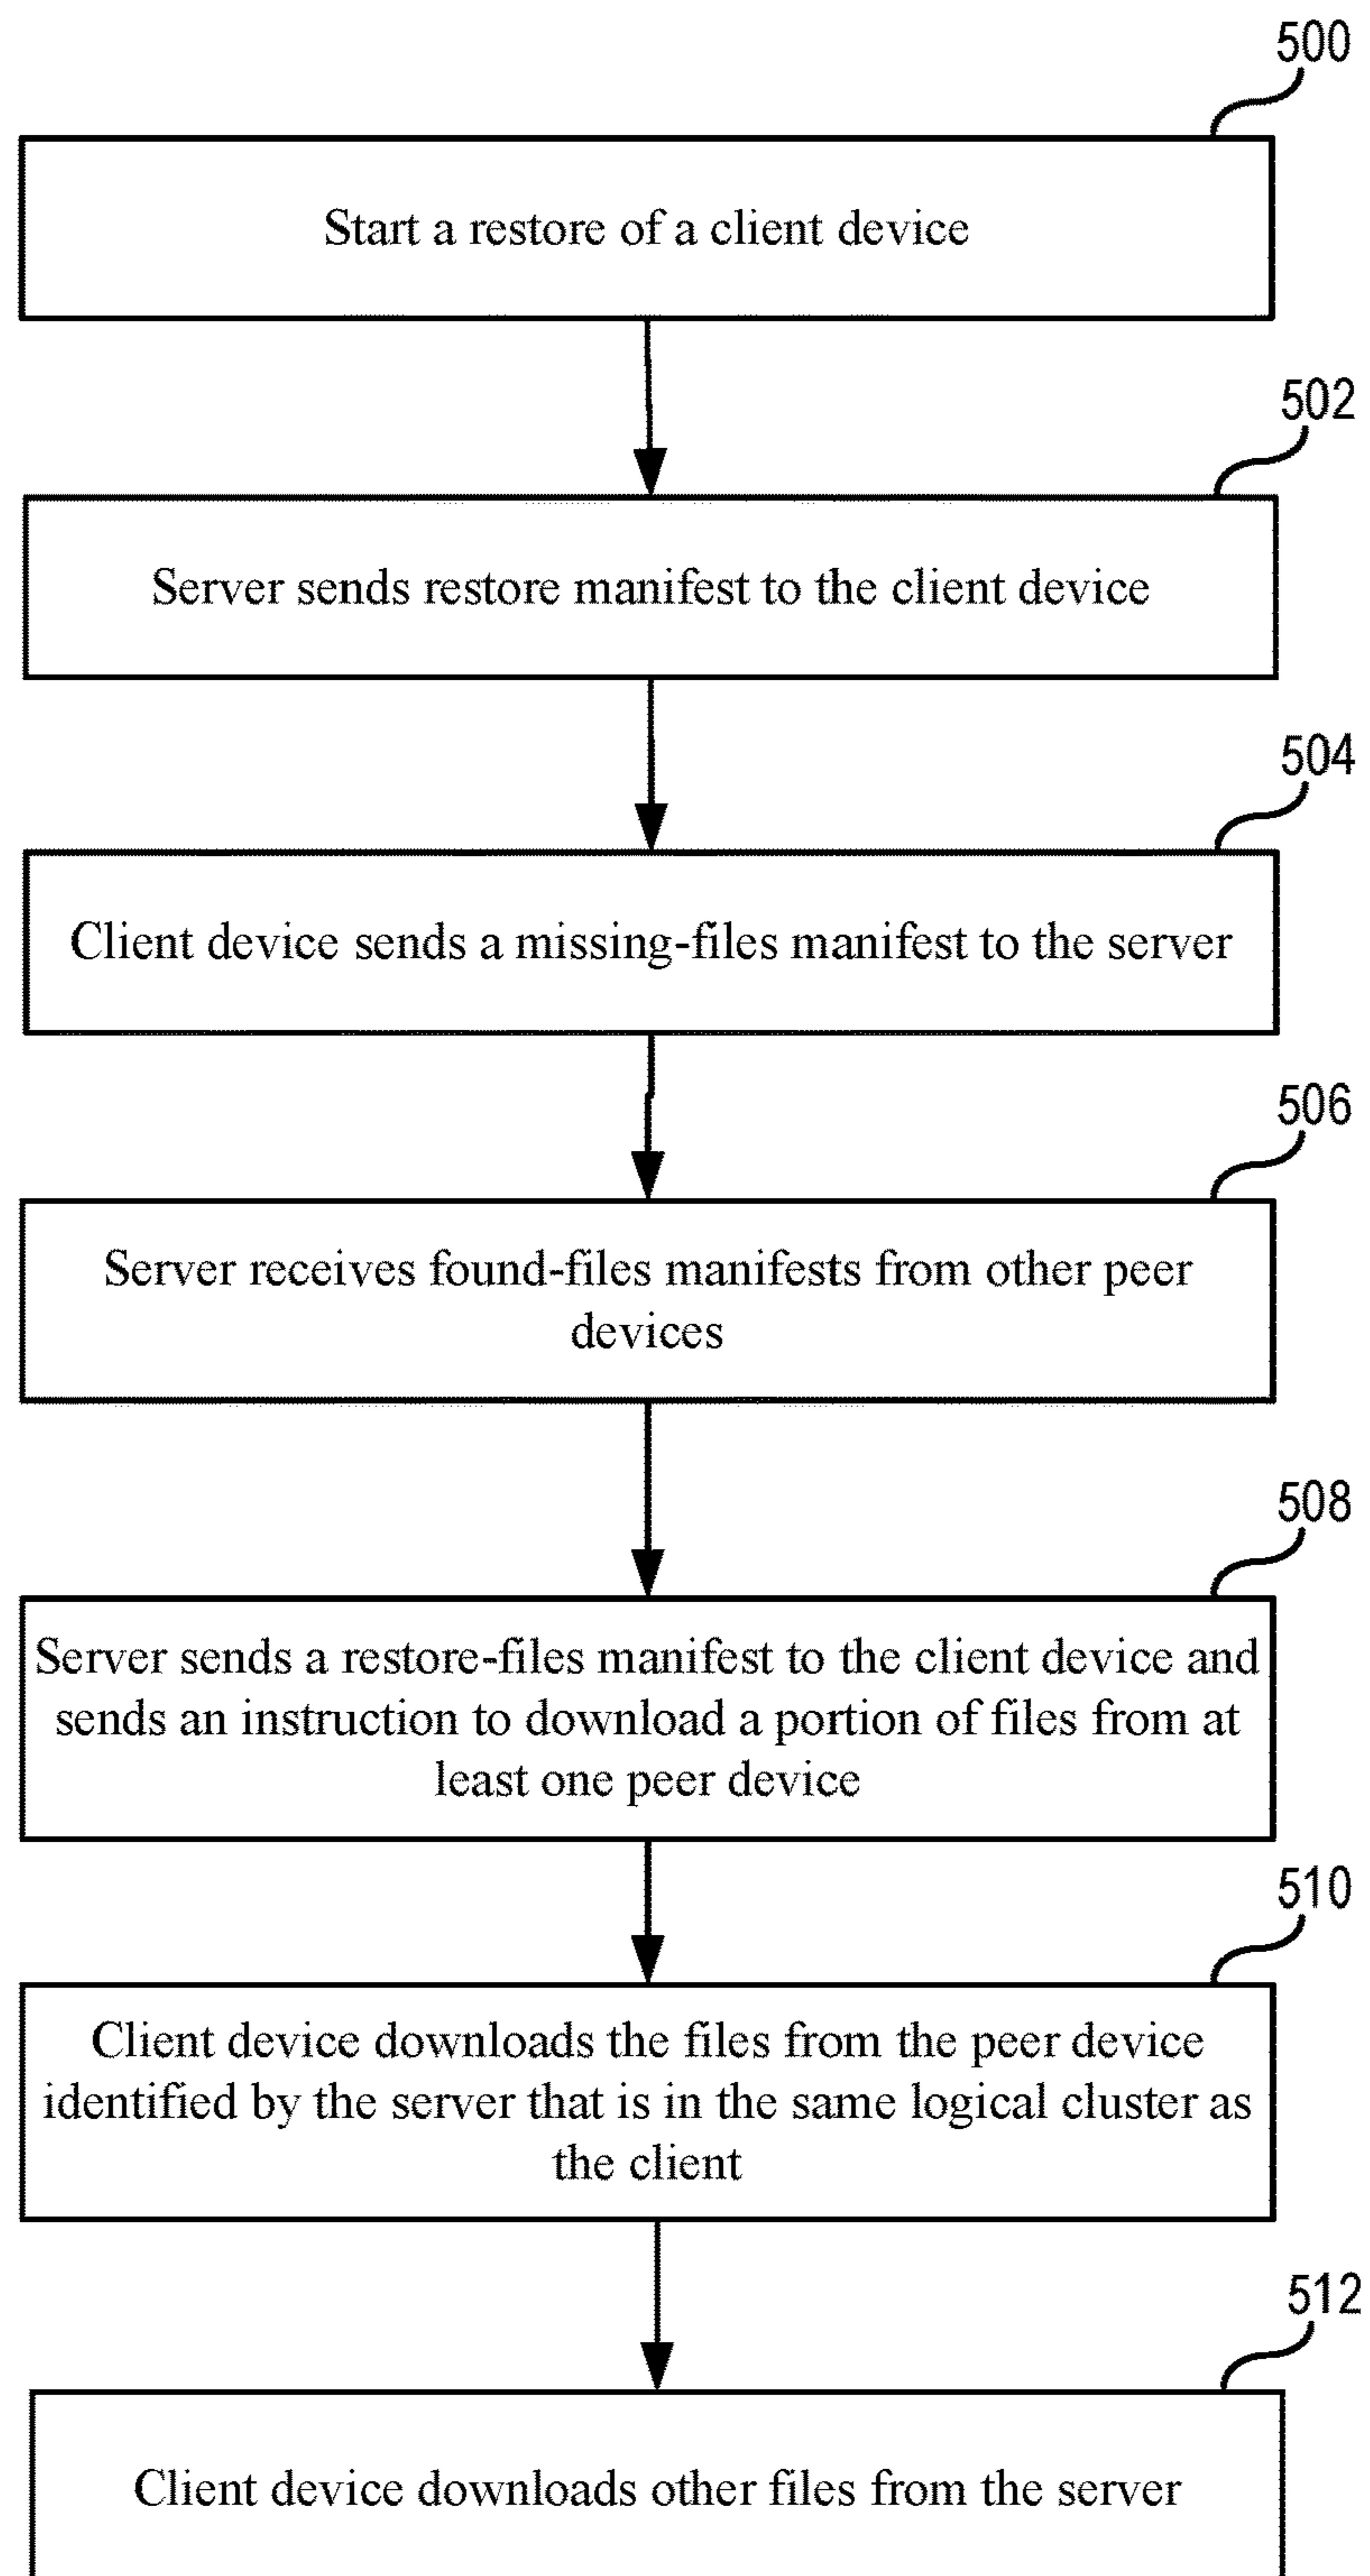 500
Start a restore of a client device
502
Server sends restore manifest to the client device
504
Client device sends a missing-files manifest to the server
506
Server receives found-files manifests from other peer
devices
508
Server sends a restore-files manifest to the client device and
sends an instruction to download a portion of files from at
least one peer device
510
Client device downloads the files from the peer device
identified by the server that is in the same logical cluster as
the client
512
Client device downloads other files from the server